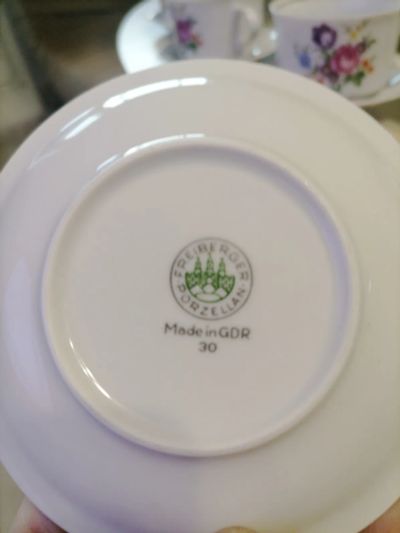 FREIBERGER
PORZELLAN
Made in GDR
30